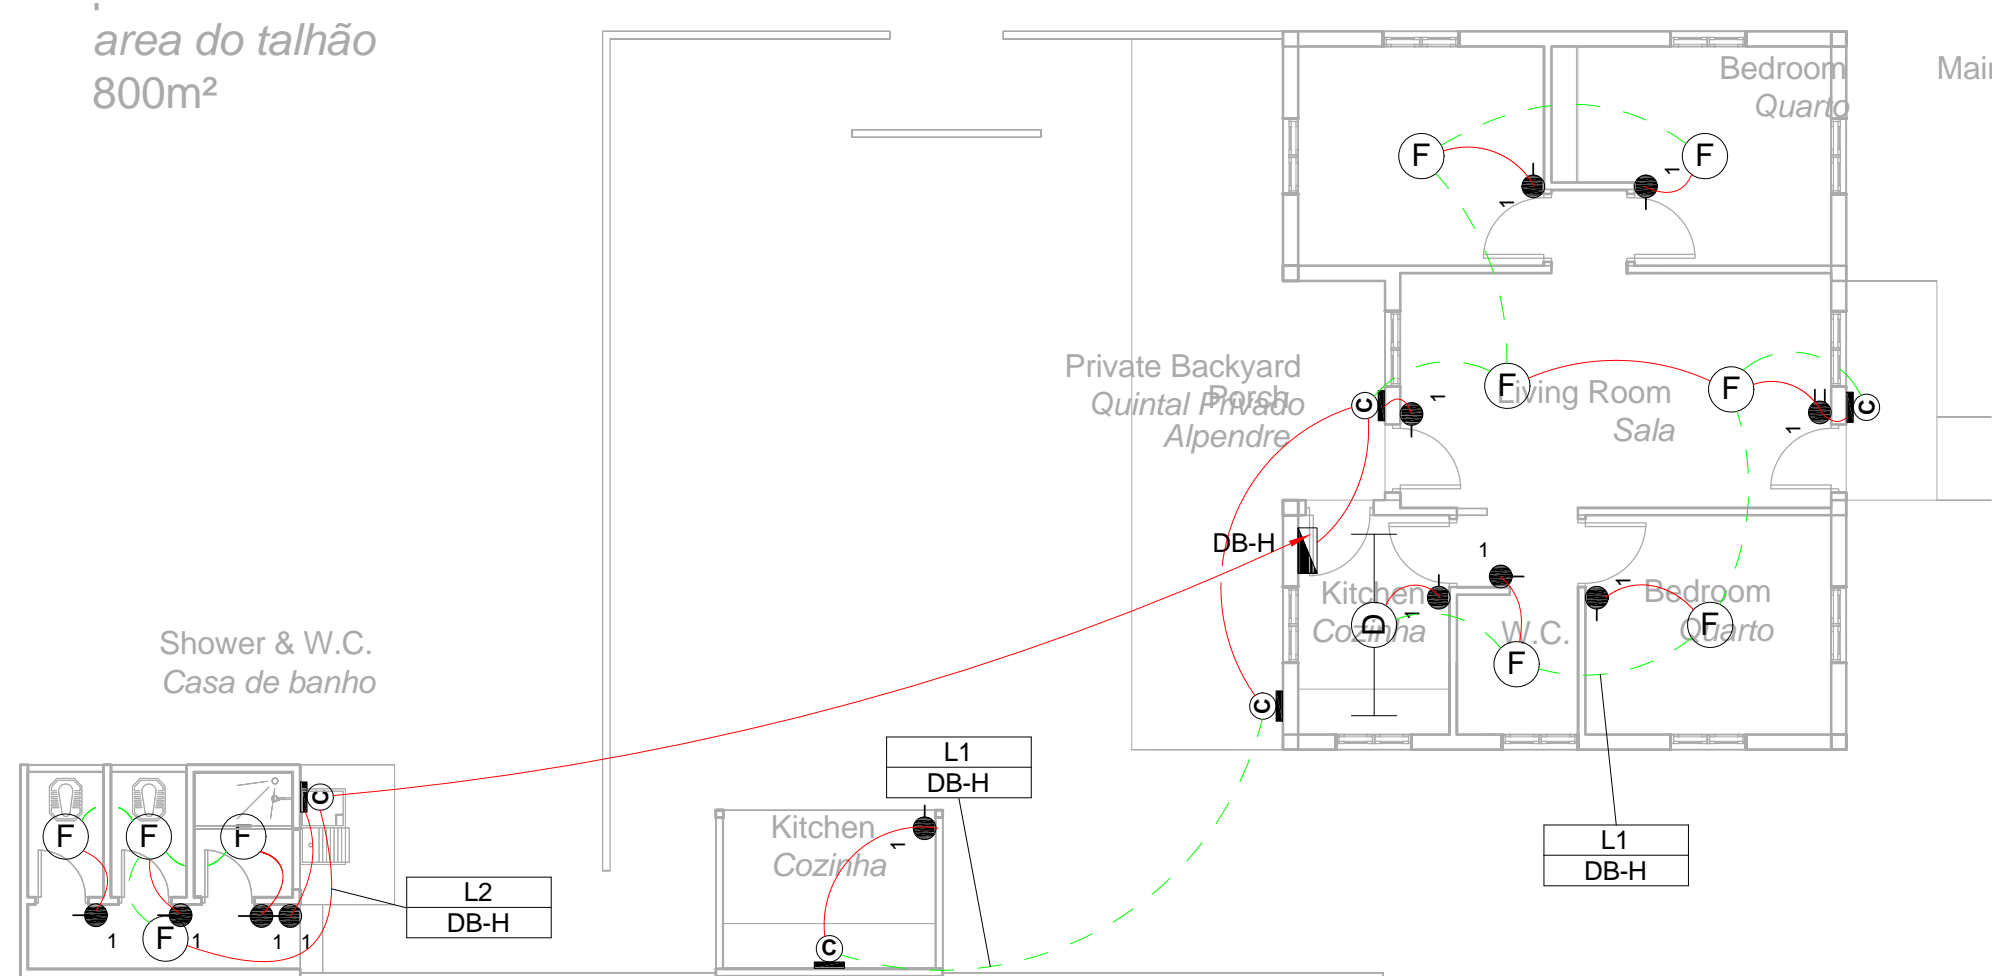 area do talhão
800m²
Bedroom
Quarto
F
F
1
1
Private Backyard
Porch
Quintal Privado
Alpendre
F
Living Room
Sala
F
C
1
1
C
DB-H
1
Kitchen
Cozinha
1
D
W.C.
F
1
Bedroom
Quarto
F
C
Shower & W.C.
Casa de banho
L1
DB-H
L1
DB-H
C
F
F
F
Kitchen
Cozinha
1
C
L2
DB-H
1
F
1
1
1